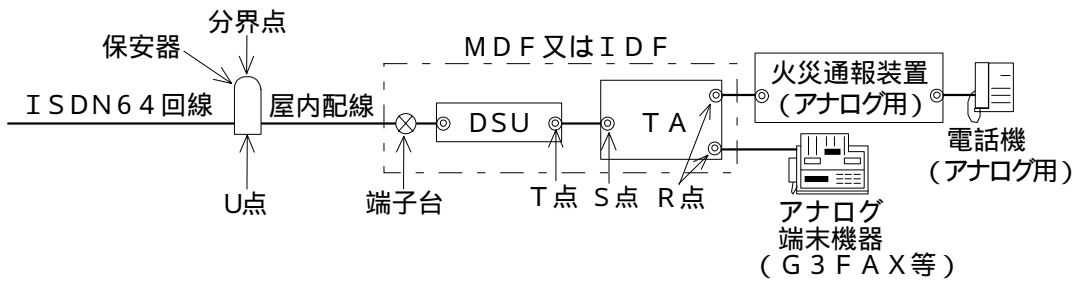 分界点
保安器
ＭＤＦ又はＩＤＦ
ＩＳＤＮ６４回線
屋内配線
DSU
ＴＡ
火災通報装置
(アナログ用)
電話機
(アナログ用)
U点
端子台
Ｔ点
Ｓ点
Ｒ点
アナログ
端末機器
(Ｇ３ＦＡＸ等)